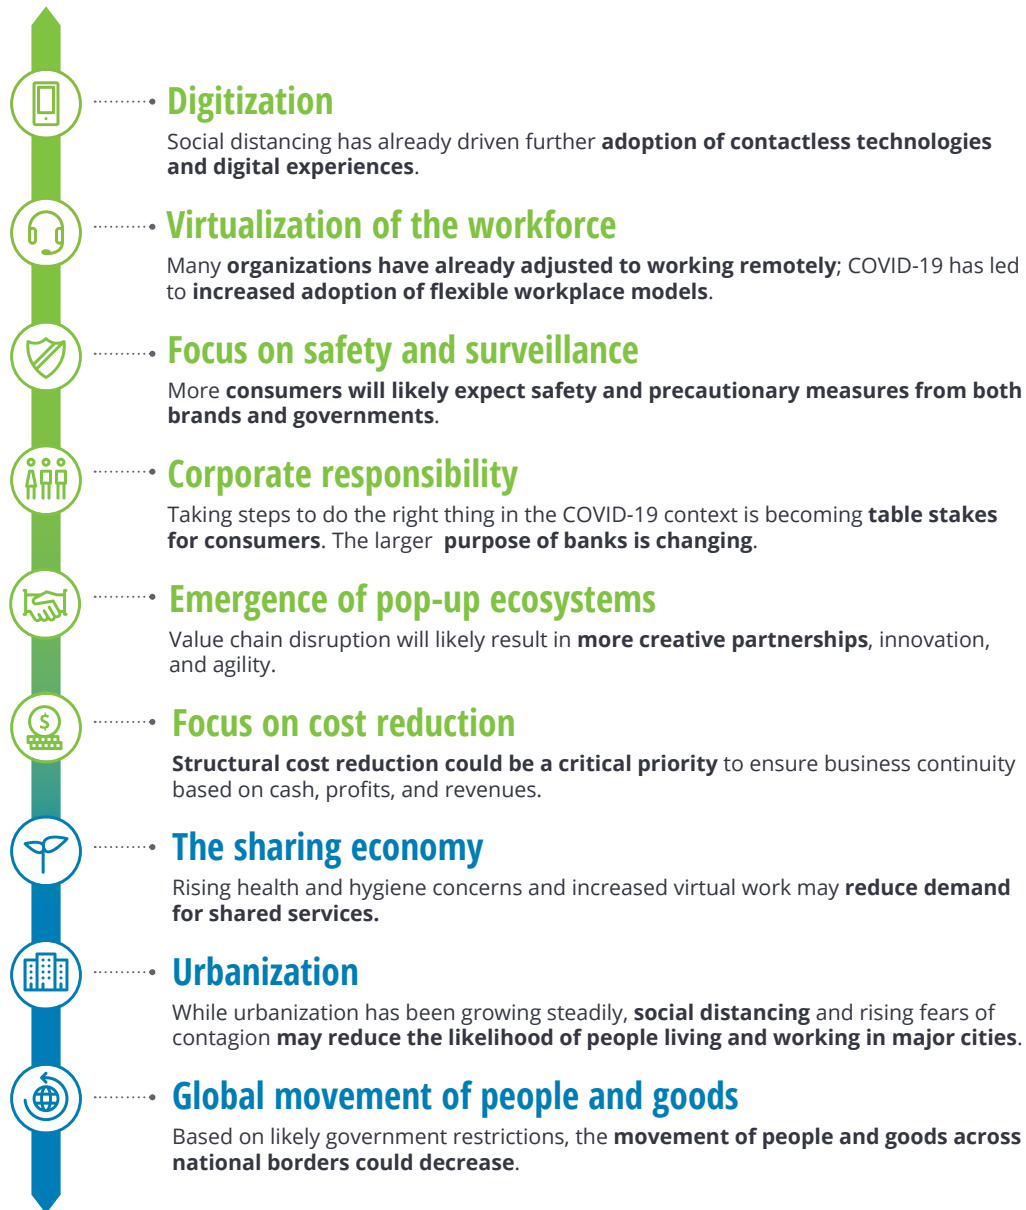 Digitization
Social distancing has already driven further adoption of contactless technologies
and digital experiences.
Virtualization of the workforce
Many organizations have already adjusted to working remotely; COVID-19 has led
to increased adoption of flexible workplace models.
Focus on safety and surveillance
More consumers will likely expect safety and precautionary measures from both
brands and governments.
Corporate responsibility
Taking steps to do the right thing in the COVID-19 context is becoming table stakes
for consumers. The larger purpose of banks is changing.
Emergence of pop-up ecosystems
Value chain disruption will likely result in more creative partnerships, innovation,
and agility.
$
Focus on cost reduction
Structural cost reduction could be a critical priority to ensure business continuity
based on cash, profits, and revenues.
The sharing economy
Rising health and hygiene concerns and increased virtual work may reduce demand
for shared services.
Urbanization
While urbanization has been growing steadily, social distancing and rising fears of
contagion may reduce the likelihood of people living and working in major cities.
Global movement of people and goods
Based on likely government restrictions, the movement of people and goods across
national borders could decrease.